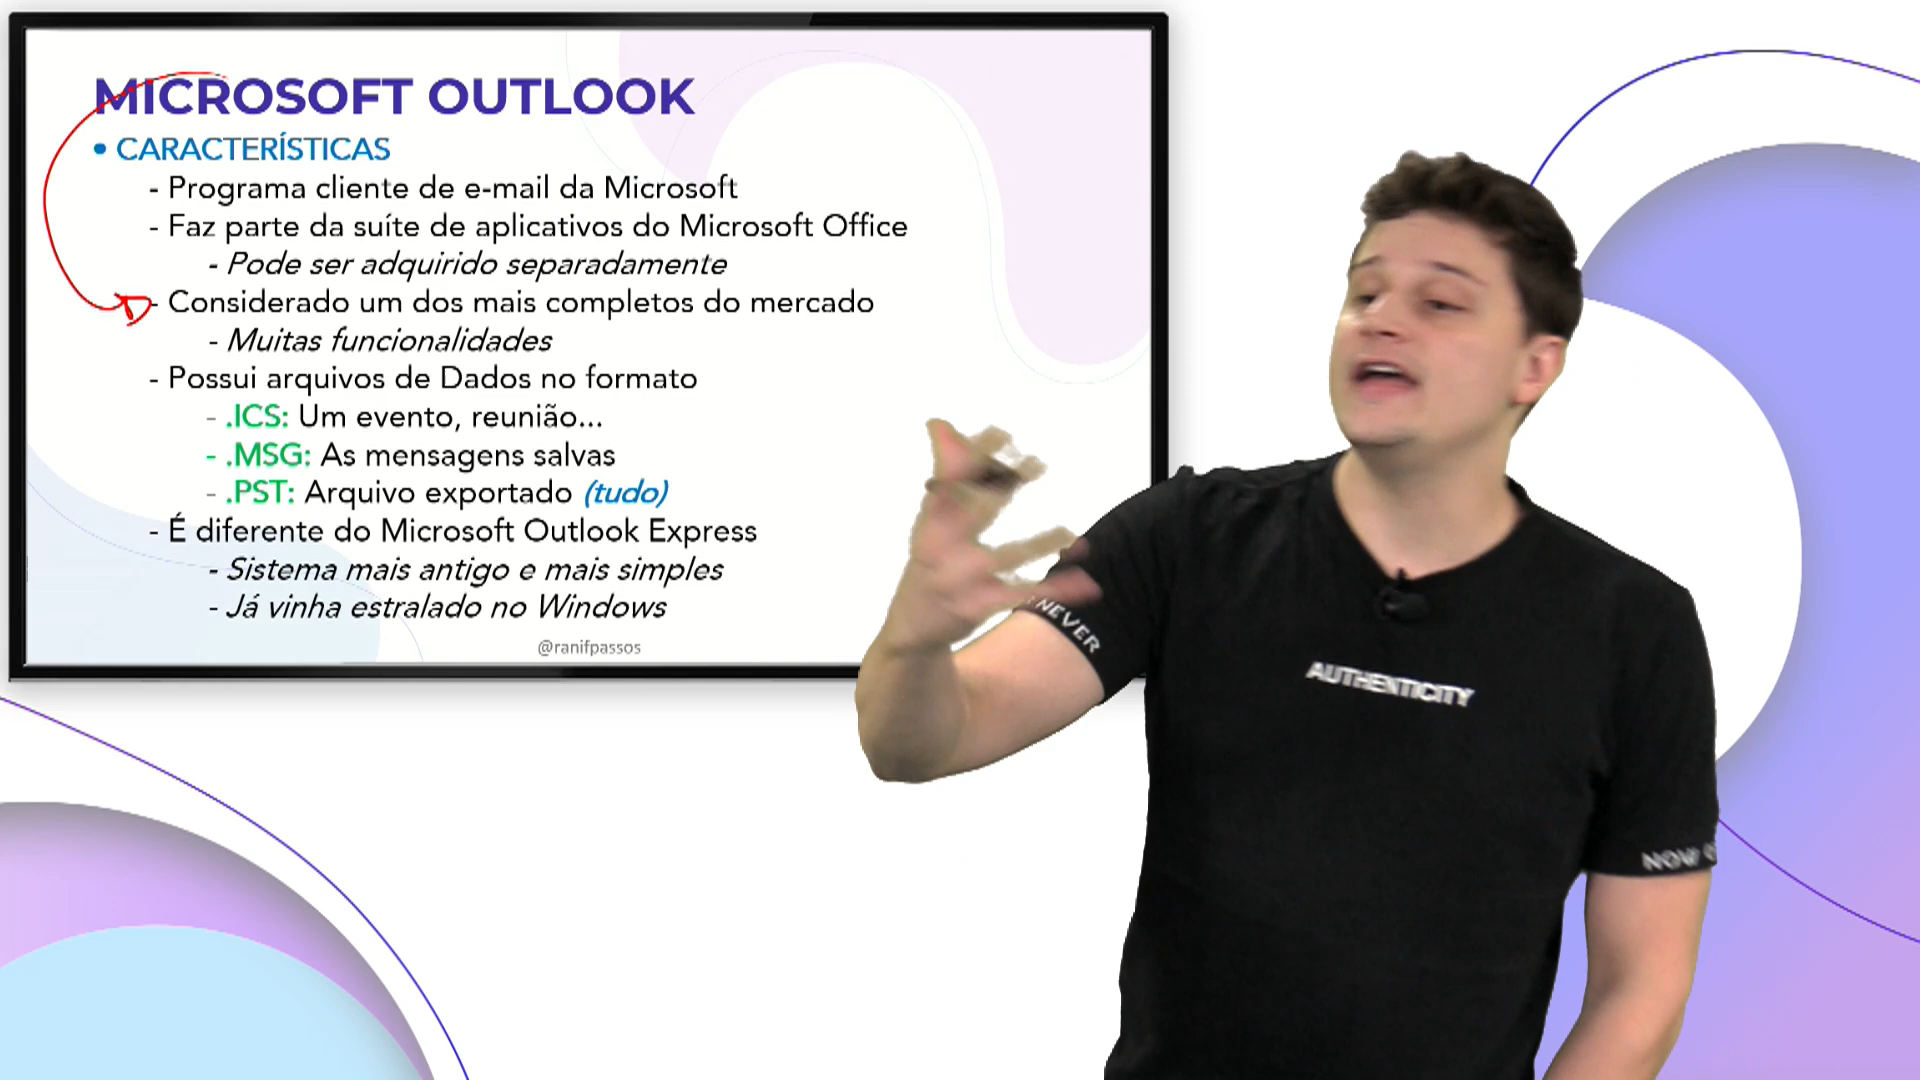 MICROSOFT OUTLOOK
• CARACTERÍSTICAS
- Programa cliente de e-mail da Microsoft
- Faz parte da suíte de aplicativos do Microsoft Office
- Pode ser adquirido separadamente
- Considerado um dos mais completos do mercado
- Muitas funcionalidades
- Possui arquivos de Dados no formato
- .ICS: Um evento, reunião...
- .MSG: As mensagens salvas
- .PST: Arquivo exportado (tudo)
- É diferente do Microsoft Outlook Express
- Sistema mais antigo e mais simples
- Já vinha estralado no Windows
@ranifpassos
NEVER
AUTHENTICITY
NOW